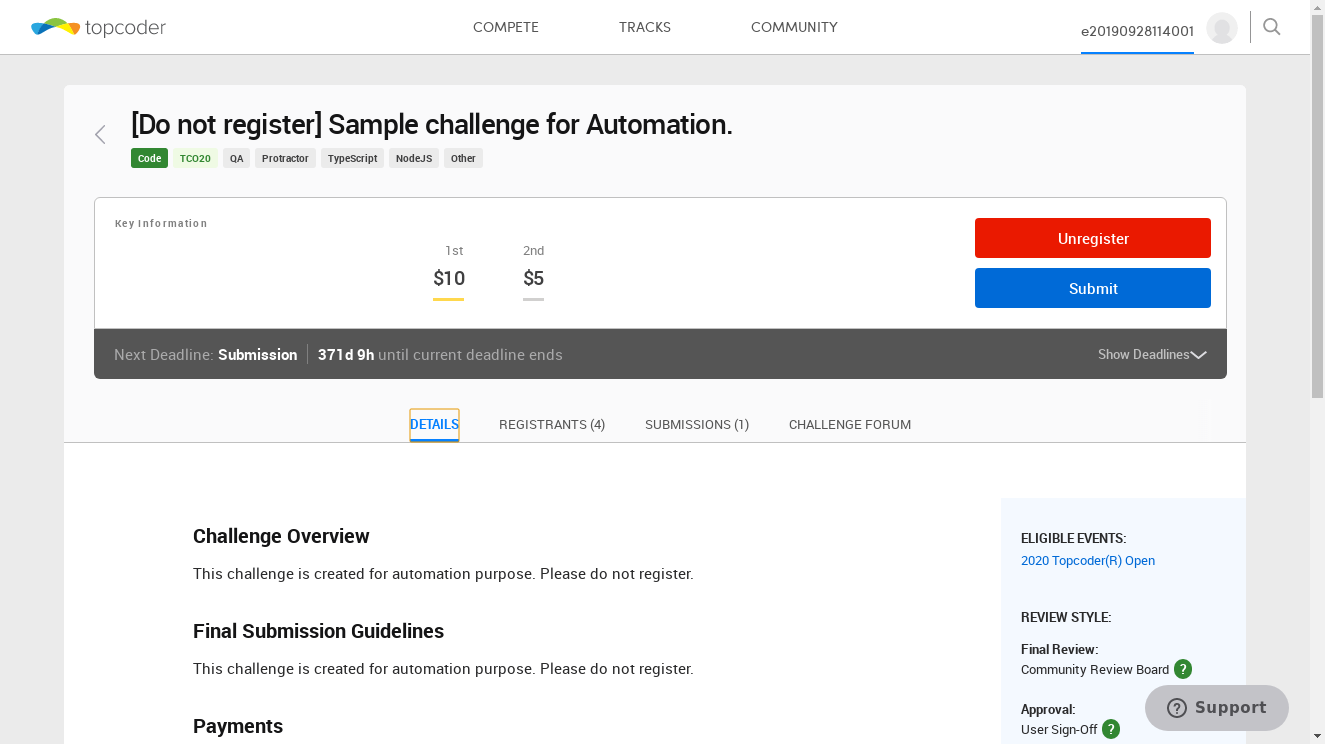 topcoder
COMPETE TRACKS COMMUNITY
e20190928114001
[Do not register] Sample challenge for Automation.
Code TCO20 QA Protractor TypeScript NodeJS Other
Key Information
1st 2nd
$10 $5
Unregister
Submit
Next Deadline: Submission 371d 9h until current deadline ends
Show Deadlines
DETAILS REGISTRANTS (4) SUBMISSIONS (1) CHALLENGE FORUM
Challenge Overview
This challenge is created for automation purpose. Please do not register.
Final Submission Guidelines
This challenge is created for automation purpose. Please do not register.
Payments
ELIGIBLE EVENTS:
2020 Topcoder(R) Open
REVIEW STYLE:
Final Review:
Community Review Board ?
Approval:
User Sign-Off ?
? Support